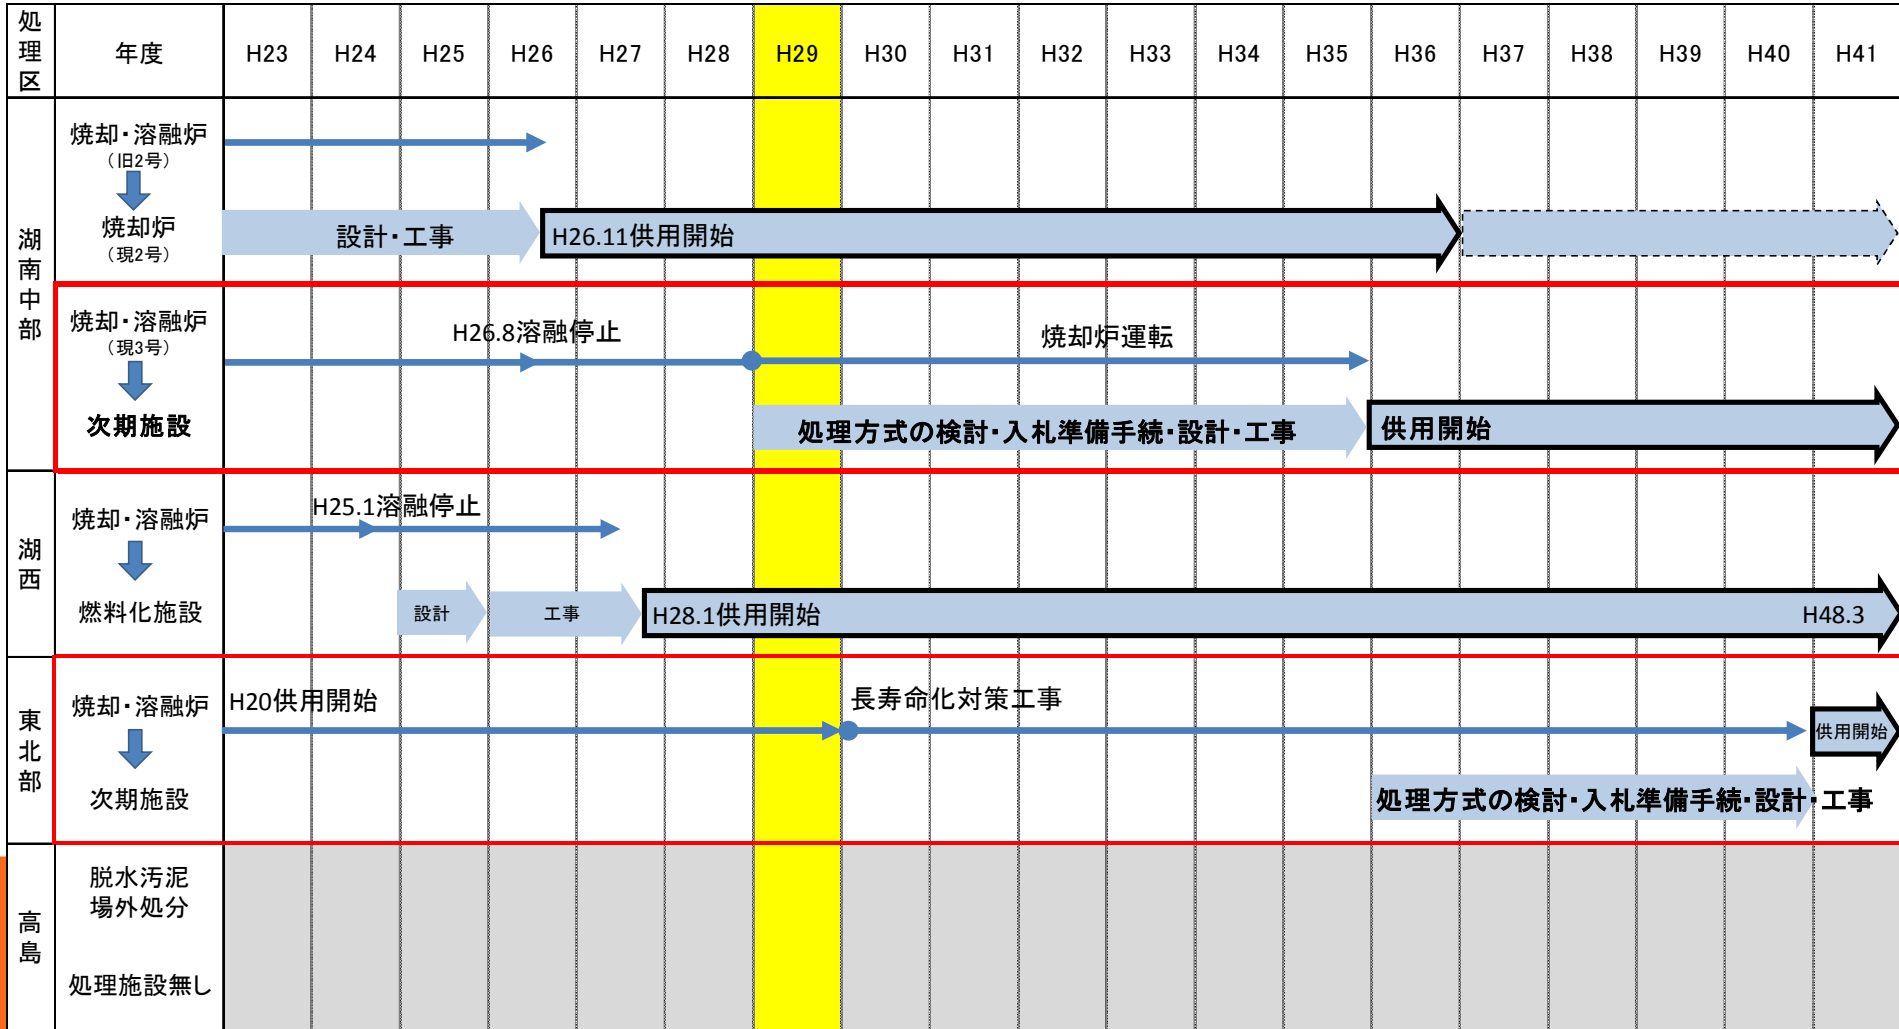 処理区
年度
H23
H24
H25
H26
H27
H28
H29
H30
H31
H32
H33
H34
H35
H36
H37
H38
H39
H40
H41
湖南中部
焼却・溶融炉
（旧2号）
焼却炉
（現2号）
設計・工事
H26.11供用開始
焼却・溶融炉
（現3号）
次期施設
H26.8溶融停止
焼却炉運転
処理方式の検討・入札準備手続・設計・工事
供用開始
湖西
焼却・溶融炉
燃料化施設
H25.1溶融停止
設計
工事
H28.1供用開始
H48.3
東北部
焼却・溶融炉
次期施設
H20供用開始
長寿命化対策工事
供用開始
処理方式の検討・入札準備手続・設計・工事
高島
脱水汚泥
場外処分
処理施設無し